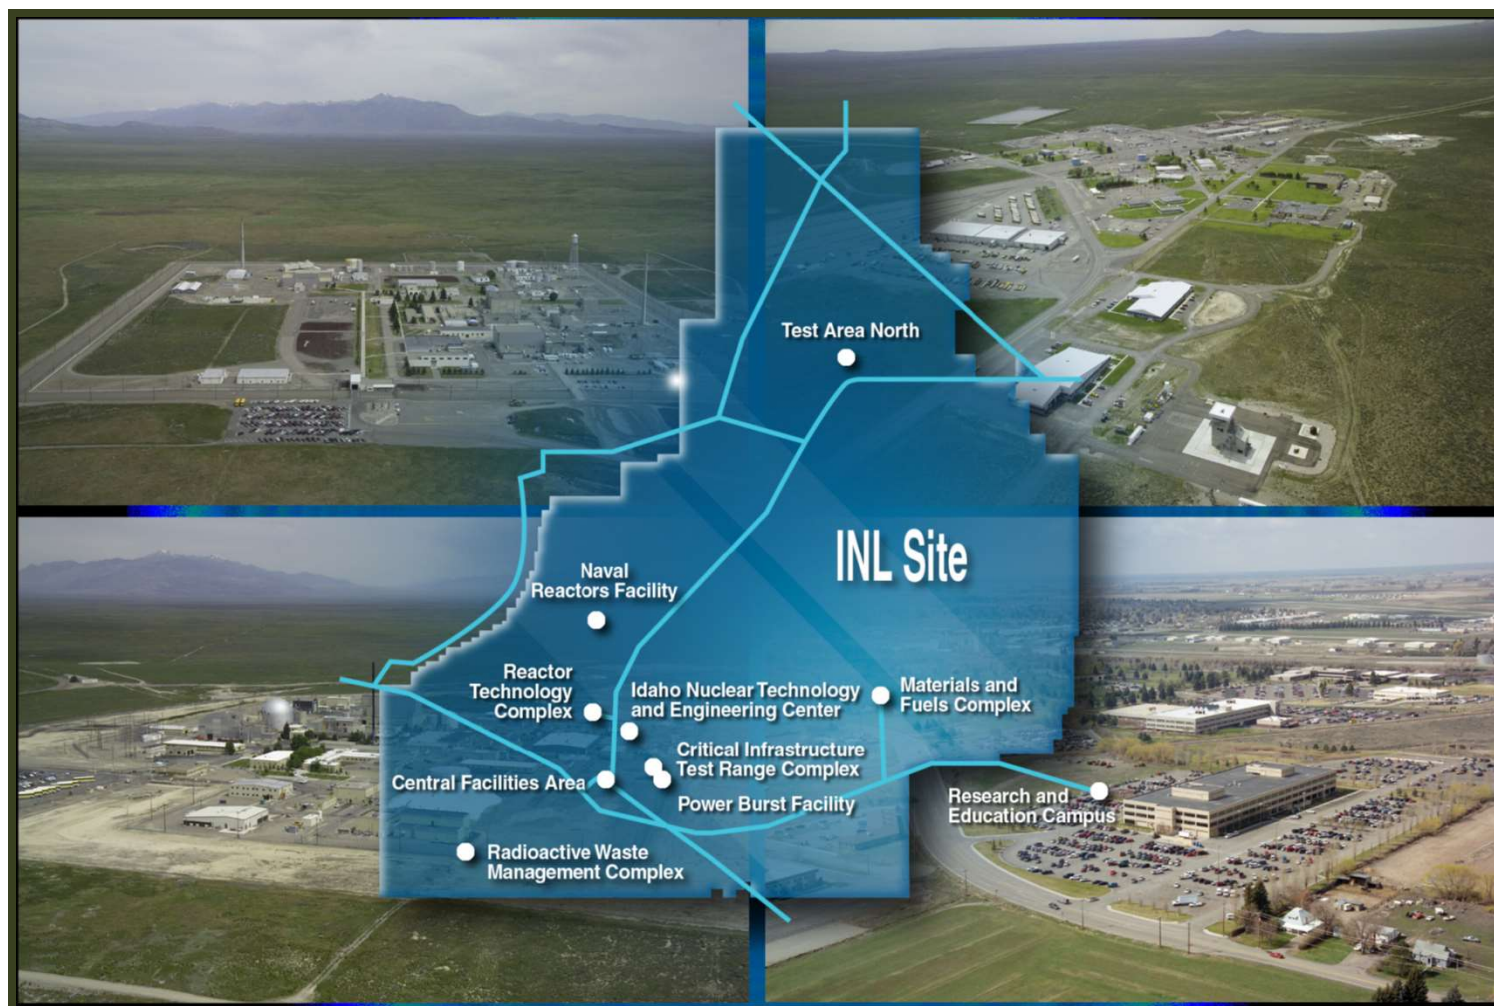 Test Area North
INL Site
Naval
Reactors Facility
Reactor
Technology
Complex
Idaho Nuclear Technology
and Engineering Center
Materials and
Fuels Complex
Critical Infrastructure
Test Range Complex
Central Facilities Area
Power Burst Facility
Research and
Education Campus
Radioactive Waste
Management Complex